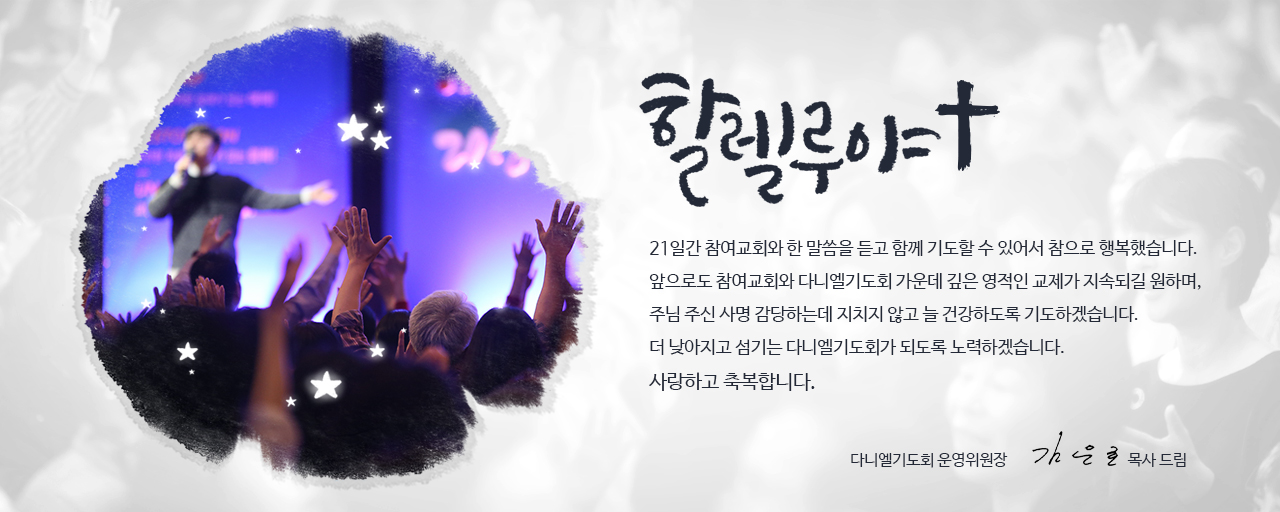 할렐루야
21일간 참여교회와 한 말씀을 듣고 함께 기도할 수 있어서 참으로 행복했습니다.
앞으로도 참여교회와 다니엘기도회 가운데 깊은 영적인 교제가 지속되길 원하며,
주님 주신 사명 감당하는데 지치지 않고 늘 건강하도록 기도하겠습니다.
더 낮아지고 섬기는 다니엘기도회가 되도록 노력하겠습니다.
사랑하고 축복합니다.
다니엘기도회 운영위원장 김은호 목사 드림